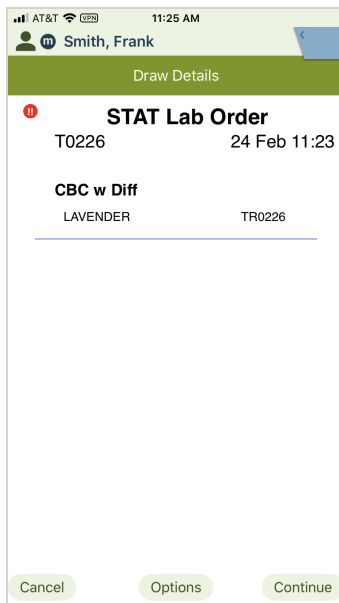 AT&T VPN 11:25 AM
m Smith, Frank <
Draw Details
!! STAT Lab Order
T0226 24 Feb 11:23
CBC w Diff
LAVENDER TR0226
Cancel Options Continue